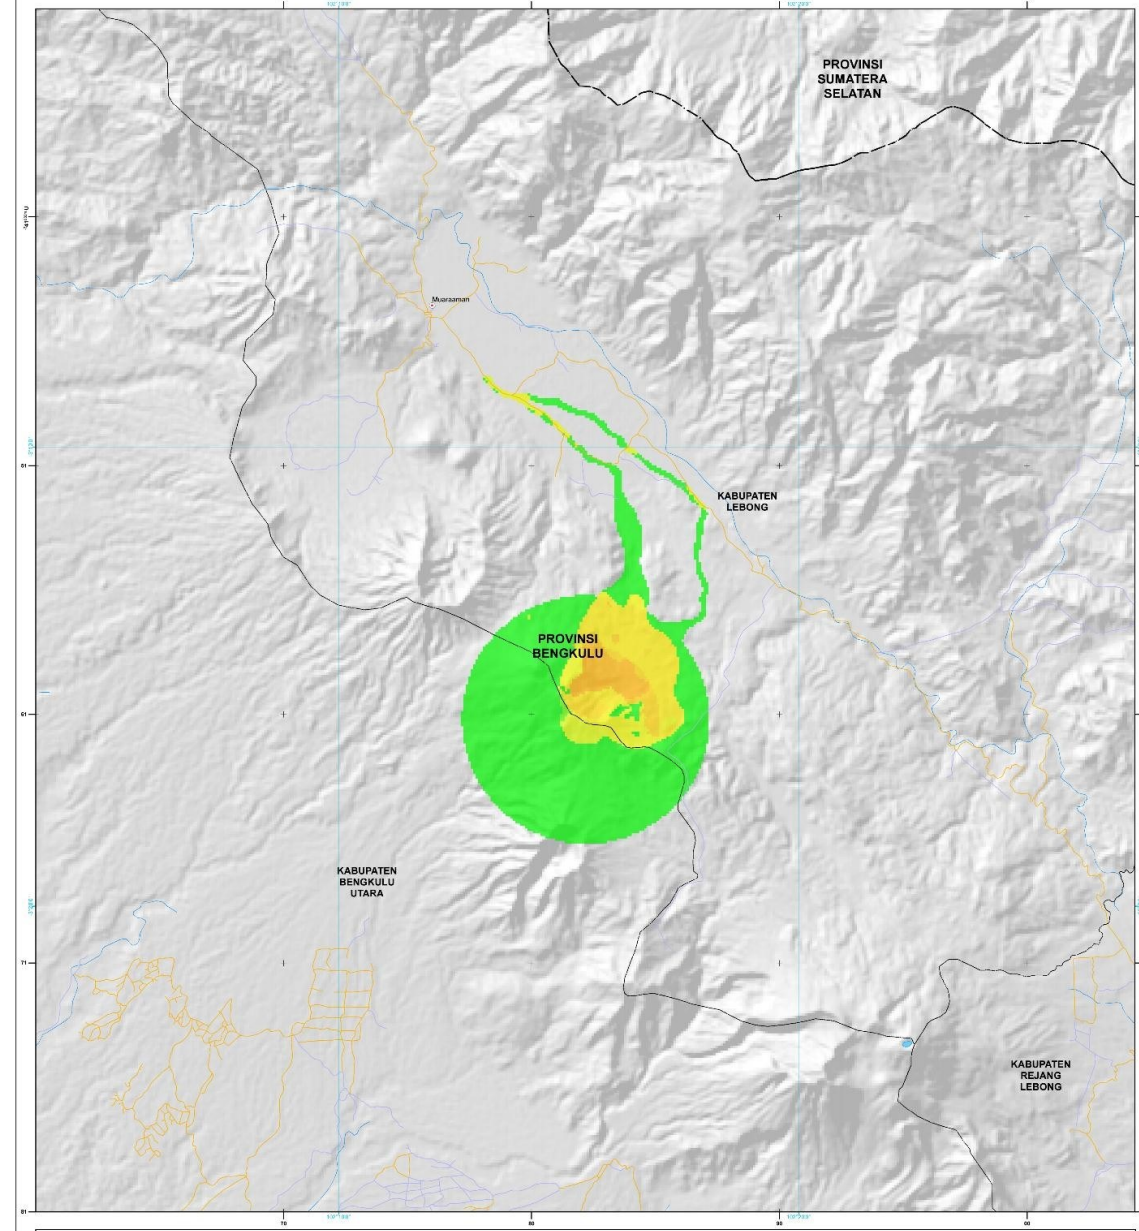 PROVINSI
SUMATERA
SELATAN
Muaraaman
KABUPATEN
LEBONG
PROVINSI
BENGKULU
KABUPATEN
BENGKULU
UTARA
KABUPATEN
REJANG
LEBONG